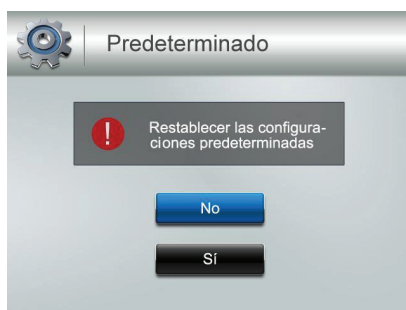 Predeterminado
Restablecer las configura-
ciones predeterminadas
No
Sí